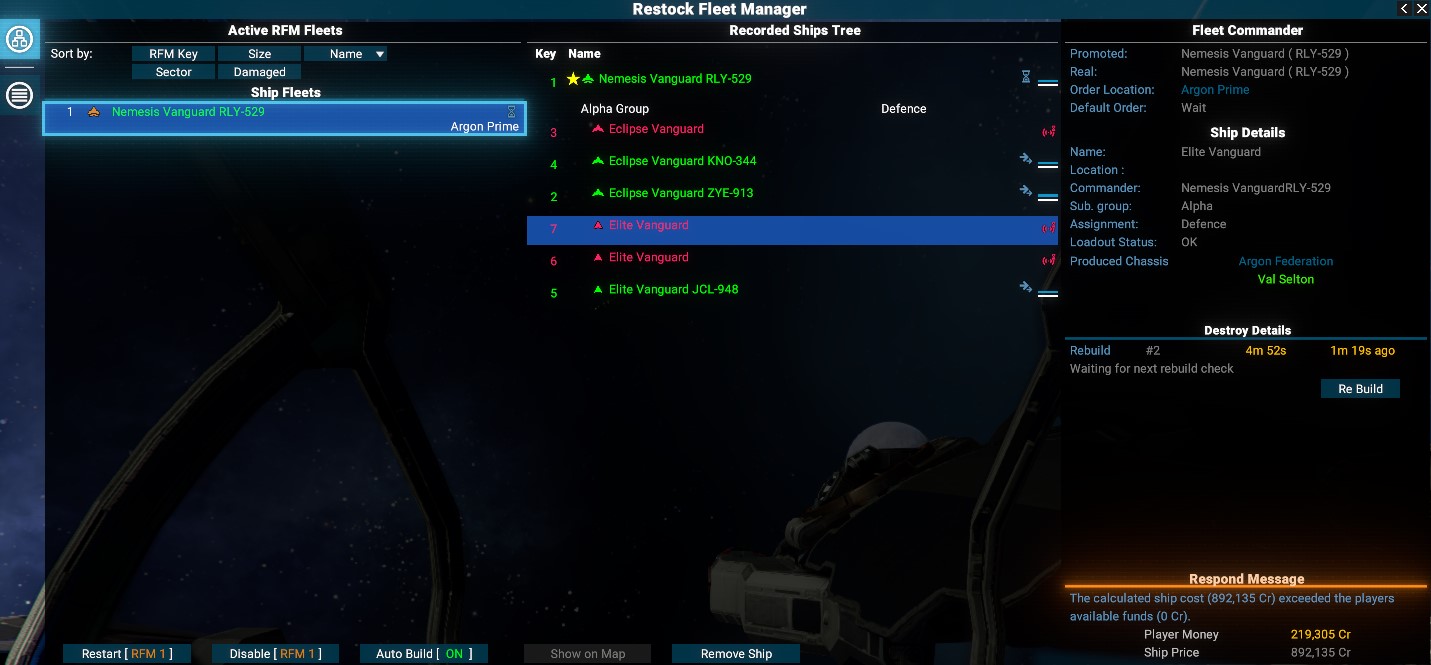 Restock Fleet Manager
Active RFM Fleets
Sort by: RFM Key Size Name
Sector Damaged
Ship Fleets
1 Nemesis Vanguard RLY-529
Argon Prime
Recorded Ships Tree
Key Name
1 Nemesis Vanguard RLY-529
Alpha Group Defence
3 Eclipse Vanguard
4 Eclipse Vanguard KNO-344
2 Eclipse Vanguard ZYE-913
7 Elite Vanguard
6 Elite Vanguard
5 Elite Vanguard JCL-948
Fleet Commander
Promoted: Nemesis Vanguard ( RLY-529 )
Real: Nemesis Vanguard ( RLY-529 )
Order Location: Argon Prime
Default Order: Wait
Ship Details
Name: Elite Vanguard
Location :
Commander: Nemesis VanguardRLY-529
Sub. group: Alpha
Assignment: Defence
Loadout Status: OK
Produced Chassis Argon Federation
Val Selton
Destroy Details
Rebuild #2 4m 52s 1m 19s ago
Waiting for next rebuild check
Re Build
Respond Message
The calculated ship cost (892,135 Cr) exceeded the players
available funds (0 Cr).
Player Money 219,305 Cr
Ship Price 892,135 Cr
Restart [ RFM 1 ] Disable [ RFM 1 ] Auto Build [ ON ] Show on Map Remove Ship